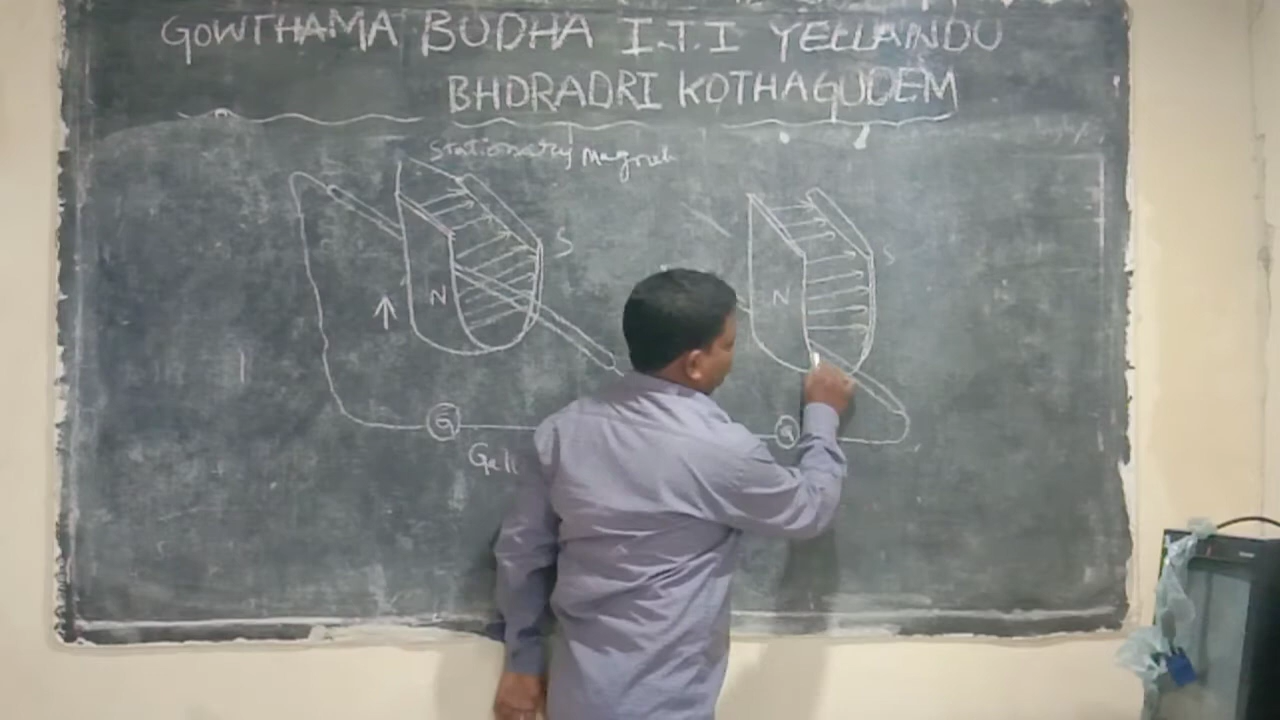 GOWTHAMA BUDHA I.T.I YELLANDU
BHDRADRI KOTHAGUDEM
Stationary Magnet
S
S
N
N
G
G